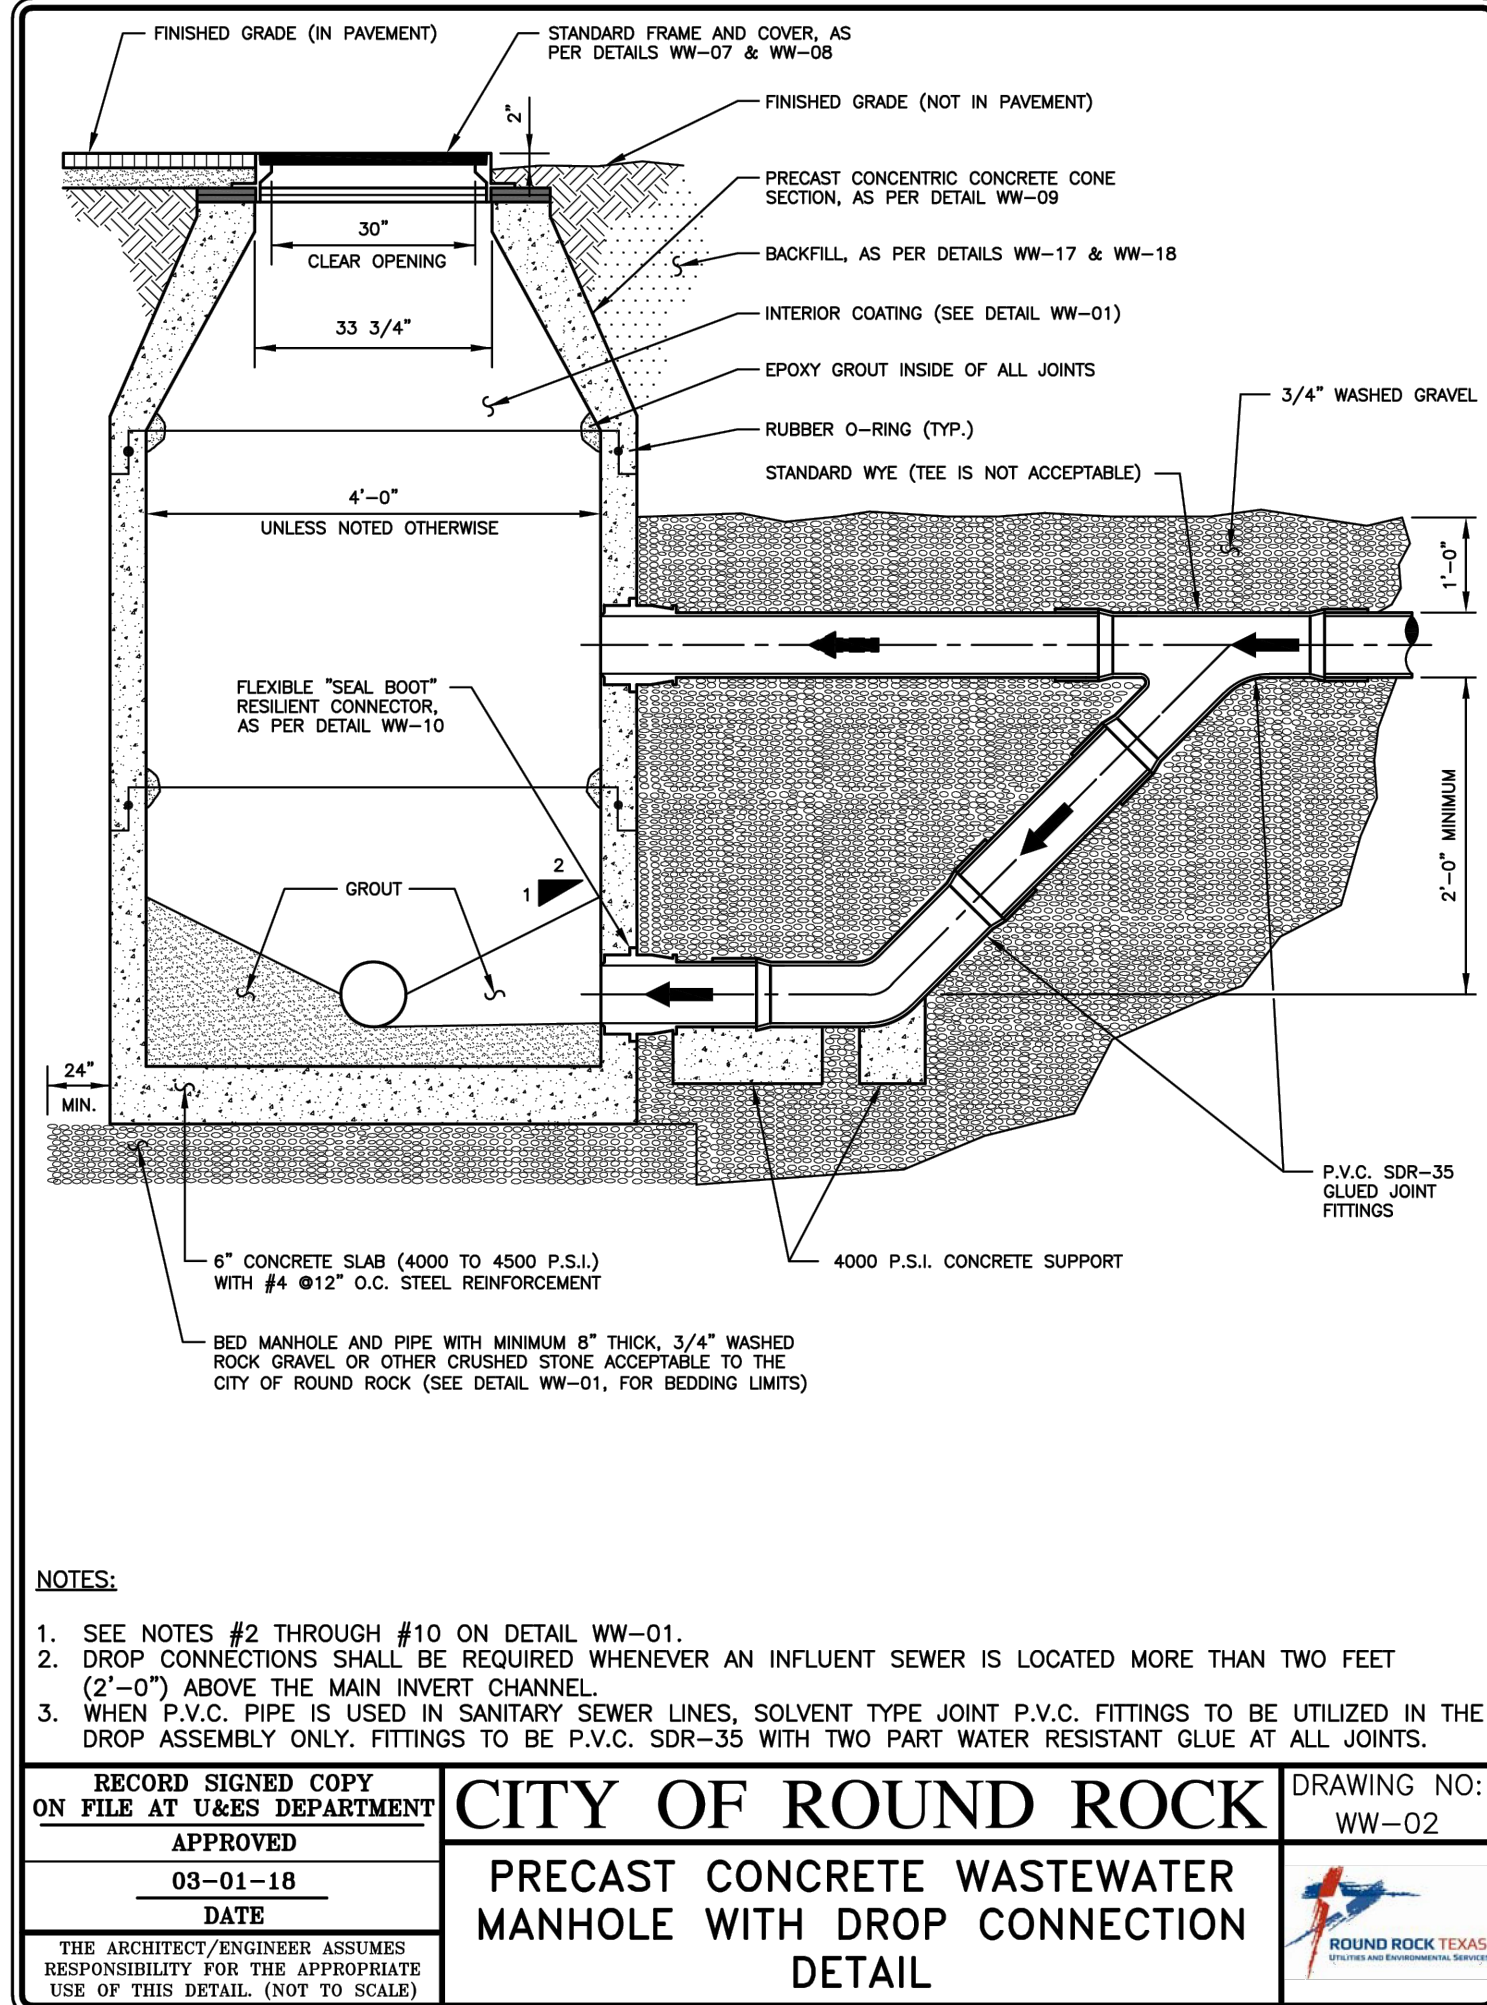 FINISHED GRADE (IN PAVEMENT)
STANDARD FRAME AND COVER, AS
PER DETAILS WW-07 & WW-08
2"
FINISHED GRADE (NOT IN PAVEMENT)
PRECAST CONCENTRIC CONCRETE CONE
SECTION, AS PER DETAIL WW-09
30"
CLEAR OPENING
BACKFILL, AS PER DETAILS WW-17 & WW-18
33 3/4"
INTERIOR COATING (SEE DETAIL WW-01)
EPOXY GROUT INSIDE OF ALL JOINTS
3/4" WASHED GRAVEL
RUBBER O-RING (TYP.)
STANDARD WYE (TEE IS NOT ACCEPTABLE)
4'-0"
UNLESS NOTED OTHERWISE
1'-0"
FLEXIBLE "SEAL BOOT"
RESILIENT CONNECTOR,
AS PER DETAIL WW-10
2'-0" MINIMUM
2
1
GROUT
24"
MIN.
P.V.C. SDR-35
GLUED JOINT
FITTINGS
6" CONCRETE SLAB (4000 TO 4500 P.S.I.)
WITH #4 @12" O.C. STEEL REINFORCEMENT
4000 P.S.I. CONCRETE SUPPORT
BED MANHOLE AND PIPE WITH MINIMUM 8" THICK, 3/4" WASHED
ROCK GRAVEL OR OTHER CRUSHED STONE ACCEPTABLE TO THE
CITY OF ROUND ROCK (SEE DETAIL WW-01, FOR BEDDING LIMITS)
NOTES:
1. SEE NOTES #2 THROUGH #10 ON DETAIL WW-01.
2. DROP CONNECTIONS SHALL BE REQUIRED WHENEVER AN INFLUENT SEWER IS LOCATED MORE THAN TWO FEET
(2'-0") ABOVE THE MAIN INVERT CHANNEL.
3. WHEN P.V.C. PIPE IS USED IN SANITARY SEWER LINES, SOLVENT TYPE JOINT P.V.C. FITTINGS TO BE UTILIZED IN THE
DROP ASSEMBLY ONLY. FITTINGS TO BE P.V.C. SDR-35 WITH TWO PART WATER RESISTANT GLUE AT ALL JOINTS.
RECORD SIGNED COPY
ON FILE AT U&ES DEPARTMENT
APPROVED
03-01-18
DATE
THE ARCHITECT/ENGINEER ASSUMES
RESPONSIBILITY FOR THE APPROPRIATE
USE OF THIS DETAIL. (NOT TO SCALE)
CITY OF ROUND ROCK
PRECAST CONCRETE WASTEWATER
MANHOLE WITH DROP CONNECTION
DETAIL
DRAWING NO:
WW-02
ROUND ROCK TEXAS
UTILITIES AND ENVIRONMENTAL SERVICES